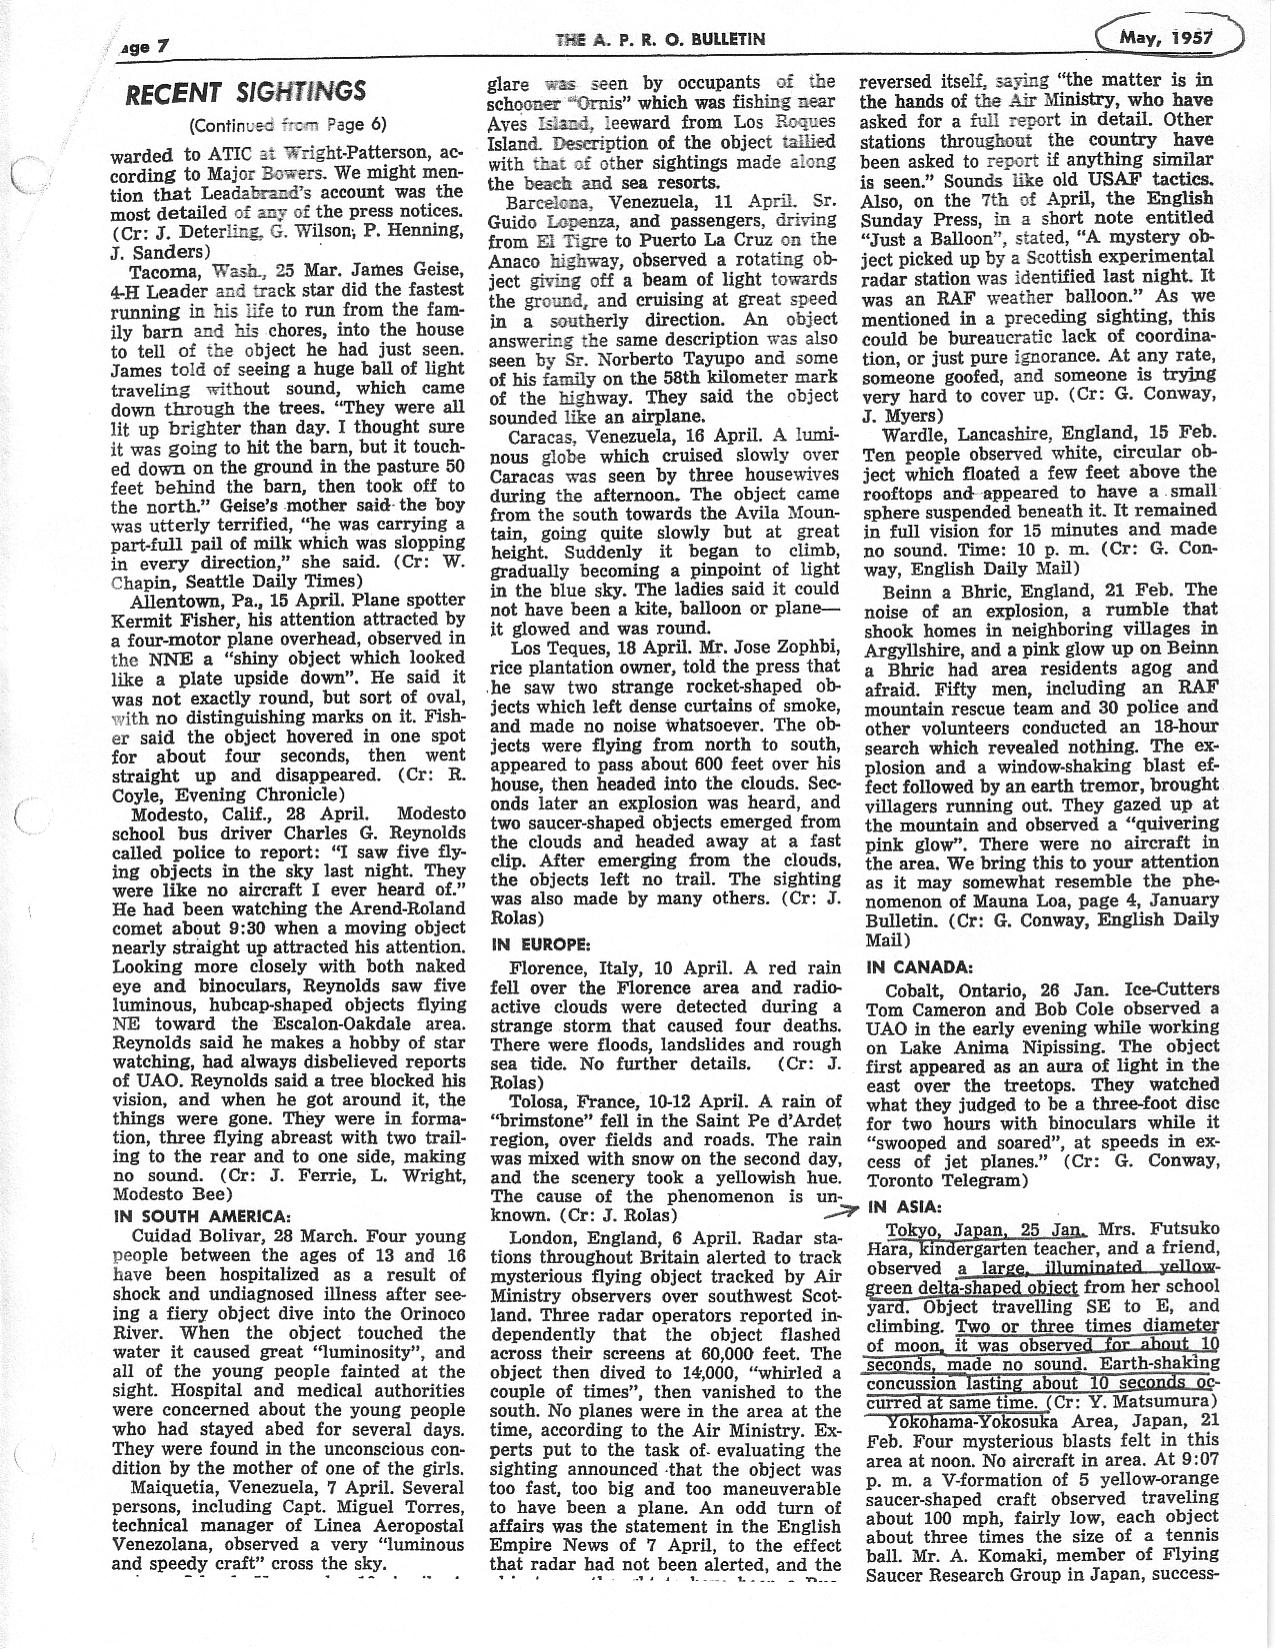 age 7
THE A. P. R. O. BULLETIN
May, 1957
RECENT SIGHTINGS
(Continued from Page 6)
warded to ATIC at Wright-Patterson, ac-
cording to Major Bowers. We might men-
tion that Leadabrand's account was the
most detailed of any of the press notices.
(Cr: J. Deterling, G. Wilson, P. Henning,
J. Sanders)
Tacoma, Wash., 25 Mar. James Geise,
4-H Leader and track star did the fastest
running in his life to run from the fam-
ily barn and his chores, into the house
to tell of the object he had just seen.
James told of seeing a huge ball of light
traveling without sound, which came
down through the trees. "They were all
lit up brighter than day. I thought sure
it was going to hit the barn, but it touch-
ed down on the ground in the pasture 50
feet behind the barn, then took off to
the north." Geise's mother said the boy
was utterly terrified, "he was carrying a
part-full pail of milk which was slopping
in every direction," she said. (Cr: W.
Chapin, Seattle Daily Times)
Allentown, Pa., 15 April. Plane spotter
Kermit Fisher, his attention attracted by
a four-motor plane overhead, observed in
the NNE a "shiny object which looked
like a plate upside down". He said it
was not exactly round, but sort of oval,
with no distinguishing marks on it. Fish-
er said the object hovered in one spot
for about four seconds, then went
straight up and disappeared. (Cr: R.
Coyle, Evening Chronicle)
Modesto, Calif., 28 April. Modesto
school bus driver Charles G. Reynolds
called police to report: "I saw five fly-
ing objects in the sky last night. They
were like no aircraft I ever heard of."
He had been watching the Arend-Roland
comet about 9:30 when a moving object
nearly straight up attracted his attention.
Looking more closely with both naked
eye and binoculars, Reynolds saw five
luminous, hubcap-shaped objects flying
NE toward the Escalon-Oakdale area.
Reynolds said he makes a hobby of star
watching, had always disbelieved reports
of UAO. Reynolds said a tree blocked his
vision, and when he got around it, the
things were gone. They were in forma-
tion, three flying abreast with two trail-
ing to the rear and to one side, making
no sound. (Cr: J. Ferrie, L. Wright,
Modesto Bee)
IN SOUTH AMERICA:
Cuidad Bolivar, 28 March. Four young
people between the ages of 13 and 16
have been hospitalized as a result of
shock and undiagnosed illness after see-
ing a fiery object dive into the Orinoco
River. When the object touched the
water it caused great "luminosity", and
all of the young people fainted at the
sight. Hospital and medical authorities
were concerned about the young people
who had stayed abed for several days.
They were found in the unconscious con-
dition by the mother of one of the girls.
Maiquetia, Venezuela, 7 April. Several
persons, including Capt. Miguel Torres,
technical manager of Linea Aeropostal
Venezolana, observed a very "luminous
and speedy craft" cross the sky.
glare was seen by occupants of the
schooner "Ornis" which was fishing near
Aves Island, leeward from Los Roques
Island. Description of the object tallied
with that of other sightings made along
the beach and sea resorts.
Barcelona, Venezuela, 11 April. Sr.
Guido Lopenza, and passengers, driving
from El Tigre to Puerto La Cruz on the
Anaco highway, observed a rotating ob-
ject giving off a beam of light towards
the ground, and cruising at great speed
in a southerly direction. An object
answering the same description was also
seen by Sr. Norberto Tayupo and some
of his family on the 58th kilometer mark
of the highway. They said the object
sounded like an airplane.
Caracas, Venezuela, 16 April. A lumi-
nous globe which cruised slowly over
Caracas was seen by three housewives
during the afternoon. The object came
from the south towards the Avila Moun-
tain, going quite slowly but at great
height. Suddenly it began to climb,
gradually becoming a pinpoint of light
in the blue sky. The ladies said it could
not have been a kite, balloon or plane—
it glowed and was round.
Los Teques, 18 April. Mr. Jose Zophbi,
rice plantation owner, told the press that
he saw two strange rocket-shaped ob-
jects which left dense curtains of smoke,
and made no noise whatsoever. The ob-
jects were flying from north to south,
appeared to pass about 600 feet over his
house, then headed into the clouds. Sec-
onds later an explosion was heard, and
two saucer-shaped objects emerged from
the clouds and headed away at a fast
clip. After emerging from the clouds,
the objects left no trail. The sighting
was also made by many others. (Cr: J.
Rolas)
IN EUROPE:
Florence, Italy, 10 April. A red rain
fell over the Florence area and radio-
active clouds were detected during a
strange storm that caused four deaths.
There were floods, landslides and rough
sea tide. No further details. (Cr: J.
Rolas)
Tolosa, France, 10-12 April. A rain of
"brimstone" fell in the Saint Pe d'Ardet
region, over fields and roads. The rain
was mixed with snow on the second day,
and the scenery took a yellowish hue.
The cause of the phenomenon is un-
known. (Cr: J. Rolas)
London, England, 6 April. Radar sta-
tions throughout Britain alerted to track
mysterious flying object tracked by Air
Ministry observers over southwest Scot-
land. Three radar operators reported in-
dependently that the object flashed
across their screens at 60,000 feet. The
object then dived to 14,000, "whirled a
couple of times", then vanished to the
south. No planes were in the area at the
time, according to the Air Ministry. Ex-
perts put to the task of evaluating the
sighting announced that the object was
too fast, too big and too maneuverable
to have been a plane. An odd turn of
affairs was the statement in the English
Empire News of 7 April, to the effect
that radar had not been alerted, and the
reversed itself, saying "the matter is in
the hands of the Air Ministry, who have
asked for a full report in detail. Other
stations throughout the country have
been asked to report if anything similar
is seen." Sounds like old USAF tactics.
Also, on the 7th of April, the English
Sunday Press, in a short note entitled
"Just a Balloon", stated, "A mystery ob-
ject picked up by a Scottish experimental
radar station was identified last night. It
was an RAF weather balloon." As we
mentioned in a preceding sighting, this
could be bureaucratic lack of coordina-
tion, or just pure ignorance. At any rate,
someone goofed, and someone is trying
very hard to cover up. (Cr: G. Conway,
J. Myers)
Wardle, Lancashire, England, 15 Feb.
Ten people observed white, circular ob-
ject which floated a few feet above the
rooftops and appeared to have a small
sphere suspended beneath it. It remained
in full vision for 15 minutes and made
no sound. Time: 10 p. m. (Cr: G. Con-
way, English Daily Mail)
Beinn a Bhric, England, 21 Feb. The
noise of an explosion, a rumble that
shook homes in neighboring villages in
Argyllshire, and a pink glow up on Beinn
a Bhric had area residents agog and
afraid. Fifty men, including an RAF
mountain rescue team and 30 police and
other volunteers conducted an 18-hour
search which revealed nothing. The ex-
plosion and a window-shaking blast ef-
fect followed by an earth tremor, brought
villagers running out. They gazed up at
the mountain and observed a "quivering
pink glow". There were no aircraft in
the area. We bring this to your attention
as it may somewhat resemble the phe-
nomenon of Mauna Loa, page 4, January
Bulletin. (Cr: G. Conway, English Daily
Mail)
IN CANADA:
Cobalt, Ontario, 26 Jan. Ice-Cutters
Tom Cameron and Bob Cole observed a
UAO in the early evening while working
on Lake Anima Nipissing. The object
first appeared as an aura of light in the
east over the treetops. They watched
what they judged to be a three-foot disc
for two hours with binoculars while it
"swooped and soared", at speeds in ex-
cess of jet planes." (Cr: G. Conway,
Toronto Telegram)
IN ASIA:
Tokyo, Japan, 25 Jan. Mrs. Futsuko
Hara, kindergarten teacher, and a friend,
observed a large, illuminated yellow-
green delta-shaped object from her school
yard. Object travelling SE to E, and
climbing. Two or three times diameter
of moon, it was observed for about 10
seconds, made no sound. Earth-shaking
concussion lasting about 10 seconds oc-
curred at same time. (Cr: Y. Matsumura)
Yokohama-Yokosuka Area, Japan, 21
Feb. Four mysterious blasts felt in this
area at noon. No aircraft in area. At 9:07
p. m. a V-formation of 5 yellow-orange
saucer-shaped craft observed traveling
about 100 mph, fairly low, each object
about three times the size of a tennis
ball. Mr. A. Komaki, member of Flying
Saucer Research Group in Japan, success-